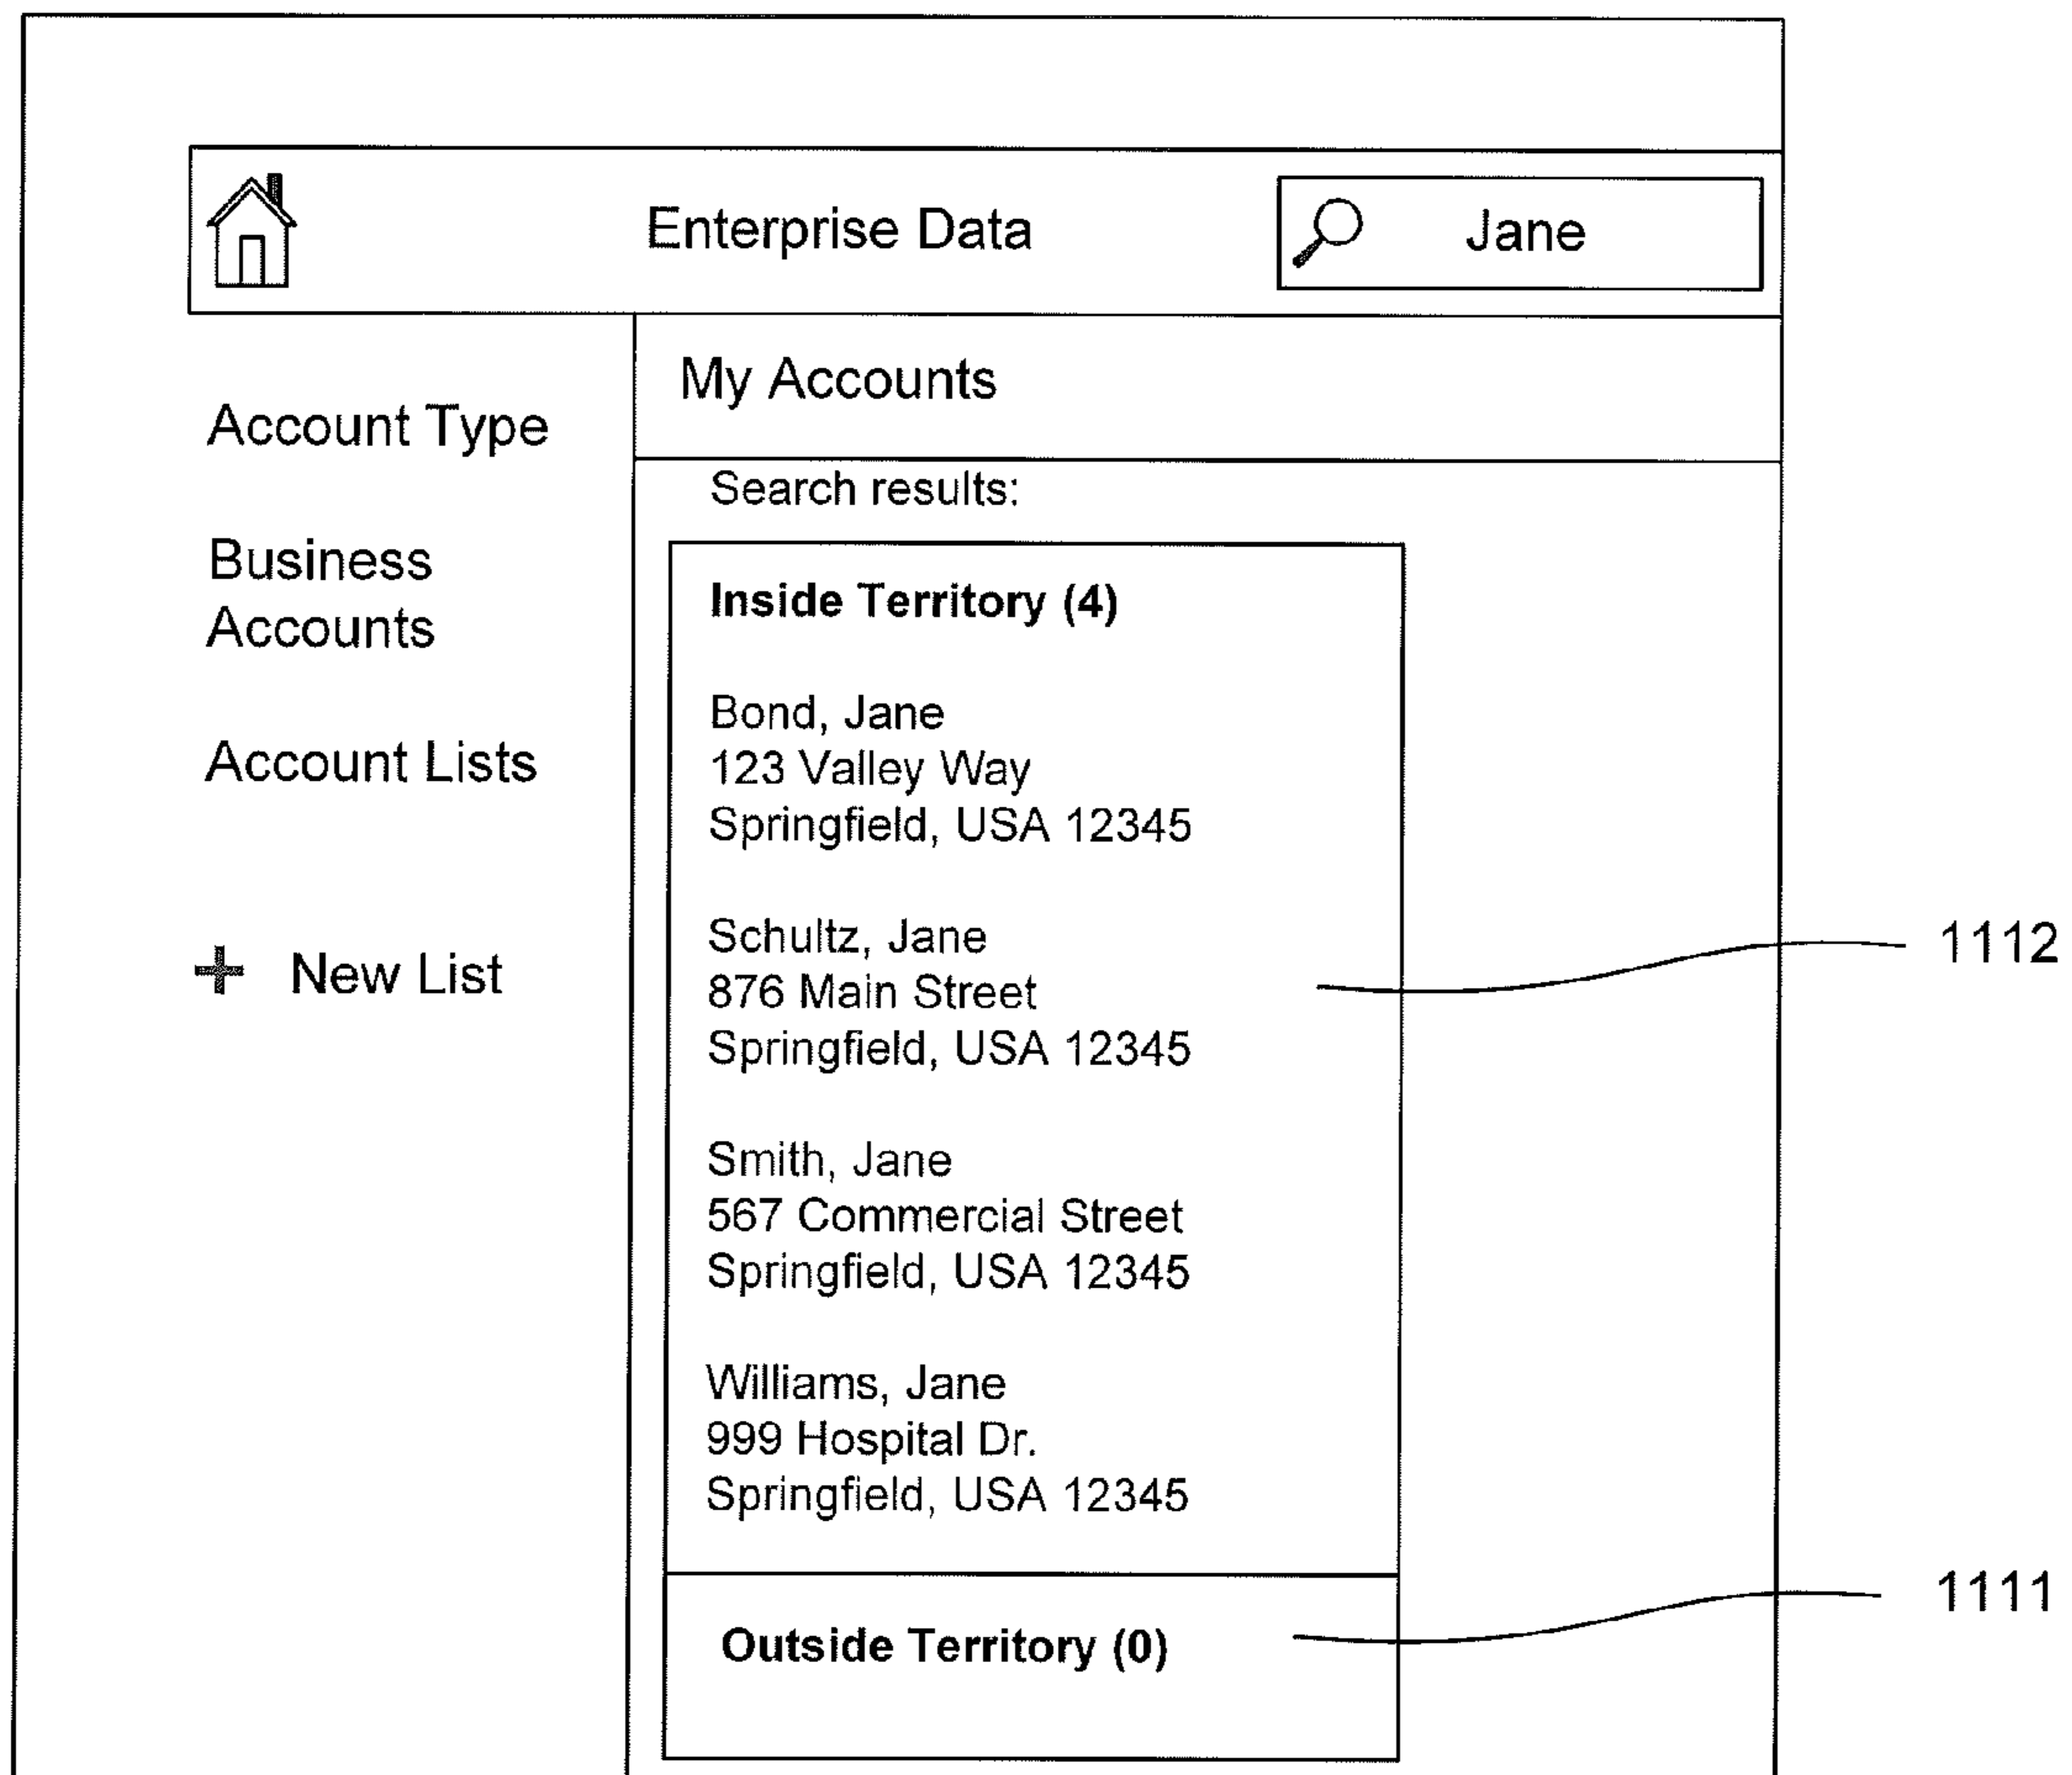 Enterprise Data
Jane
Account Type
Business
Accounts
Account Lists
+ New List
My Accounts
Search results:
Inside Territory (4)
Bond, Jane
123 Valley Way
Springfield, USA 12345
Schultz, Jane
876 Main Street
Springfield, USA 12345
1112
Smith, Jane
567 Commercial Street
Springfield, USA 12345
Williams, Jane
999 Hospital Dr.
Springfield, USA 12345
Outside Territory (0)
1111